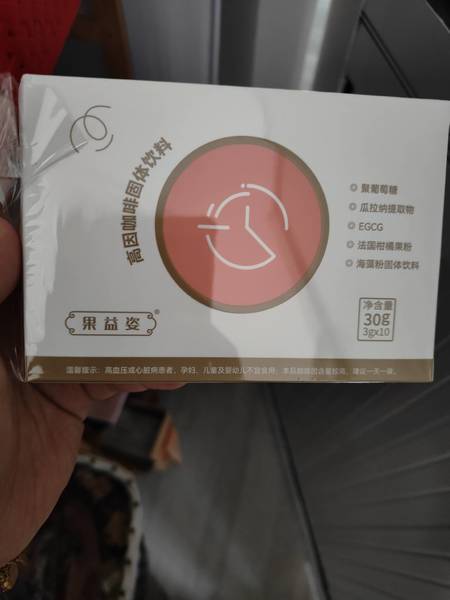 高因咖啡固体饮料
聚葡萄糖
瓜拉纳提取物
EGCG
法国柑橘果粉
海藻粉固体饮料
净含量
30g
3gx10
果益姿®
温馨提示：高血压或心脏病患者，孕妇、儿童及婴幼儿不宜食用；本品咖啡因含量较高，建议一天一袋。